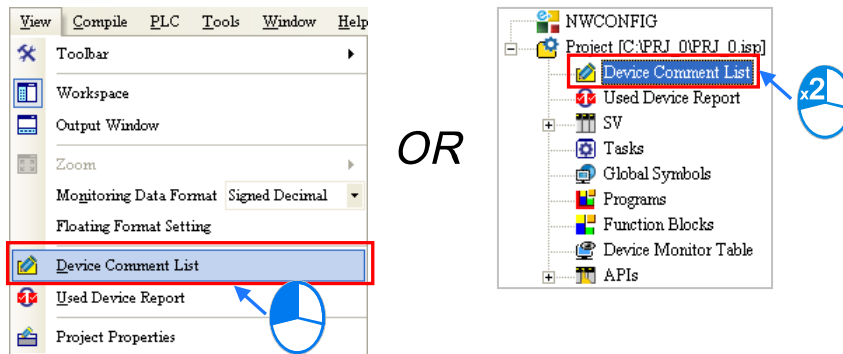 View Compile PLC Tools Window Help
Toolbar
Workspace
Output Window
Zoom
Monitoring Data Format Signed Decimal
Floating Format Setting
Device Comment List
Used Device Report
Project Properties
OR
NWCONFIG
Project [C:\PRJ_0\PRJ_0.isp]
Device Comment List
x2
Used Device Report
SV
Tasks
Global Symbols
Programs
Function Blocks
Device Monitor Table
APIs